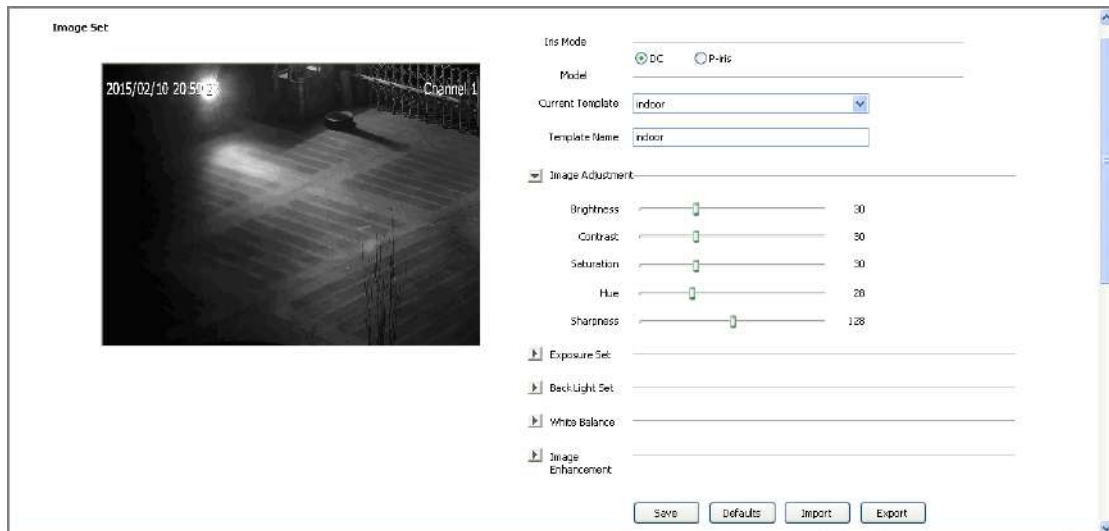 Image Set
2015/02/10 20:59
Channel 1
Iris Mode
DC
P-iris
Model
Current Template
indoor
Template Name
indoor
Image Adjustment
Brightness
30
Contrast
30
Saturation
30
Hue
28
Sharpness
128
Exposure Set
BackLight Set
White Balance
Image
Enhancement
Save
Defaults
Import
Export